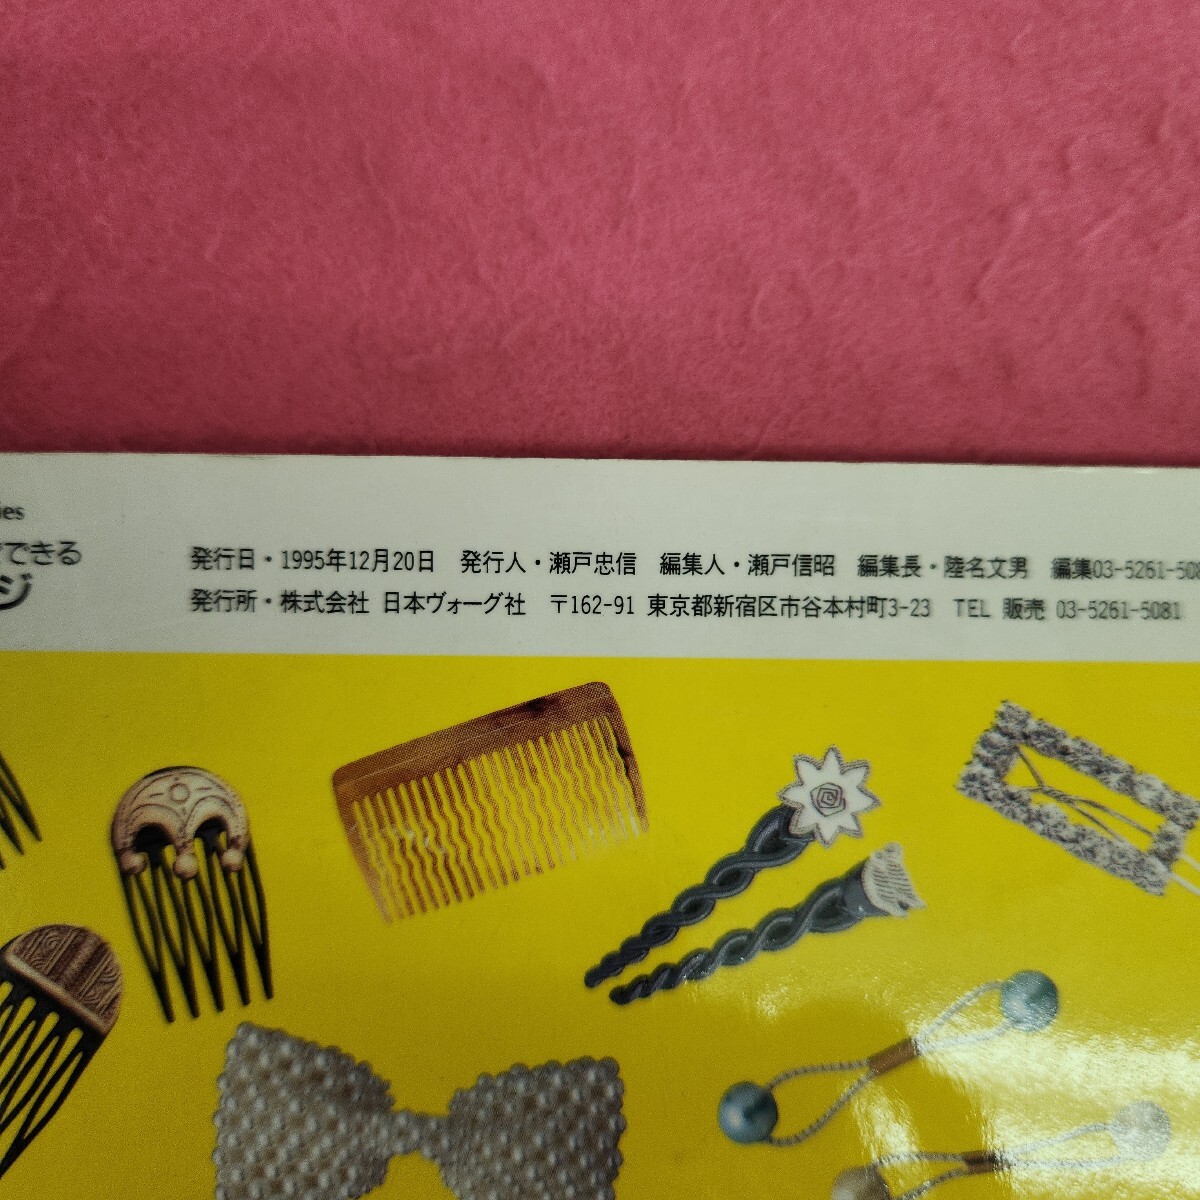 ies
できる
ジ
発行日・1995年12月20日 発行人・瀬戸忠信 編集人・瀬戸信昭 編集長・陸名文男 編集03-5261-508
発行所・株式会社 日本ヴォーグ社 〒162-91 東京都新宿区市谷本村町3-23 TEL 販売 03-5261-5081